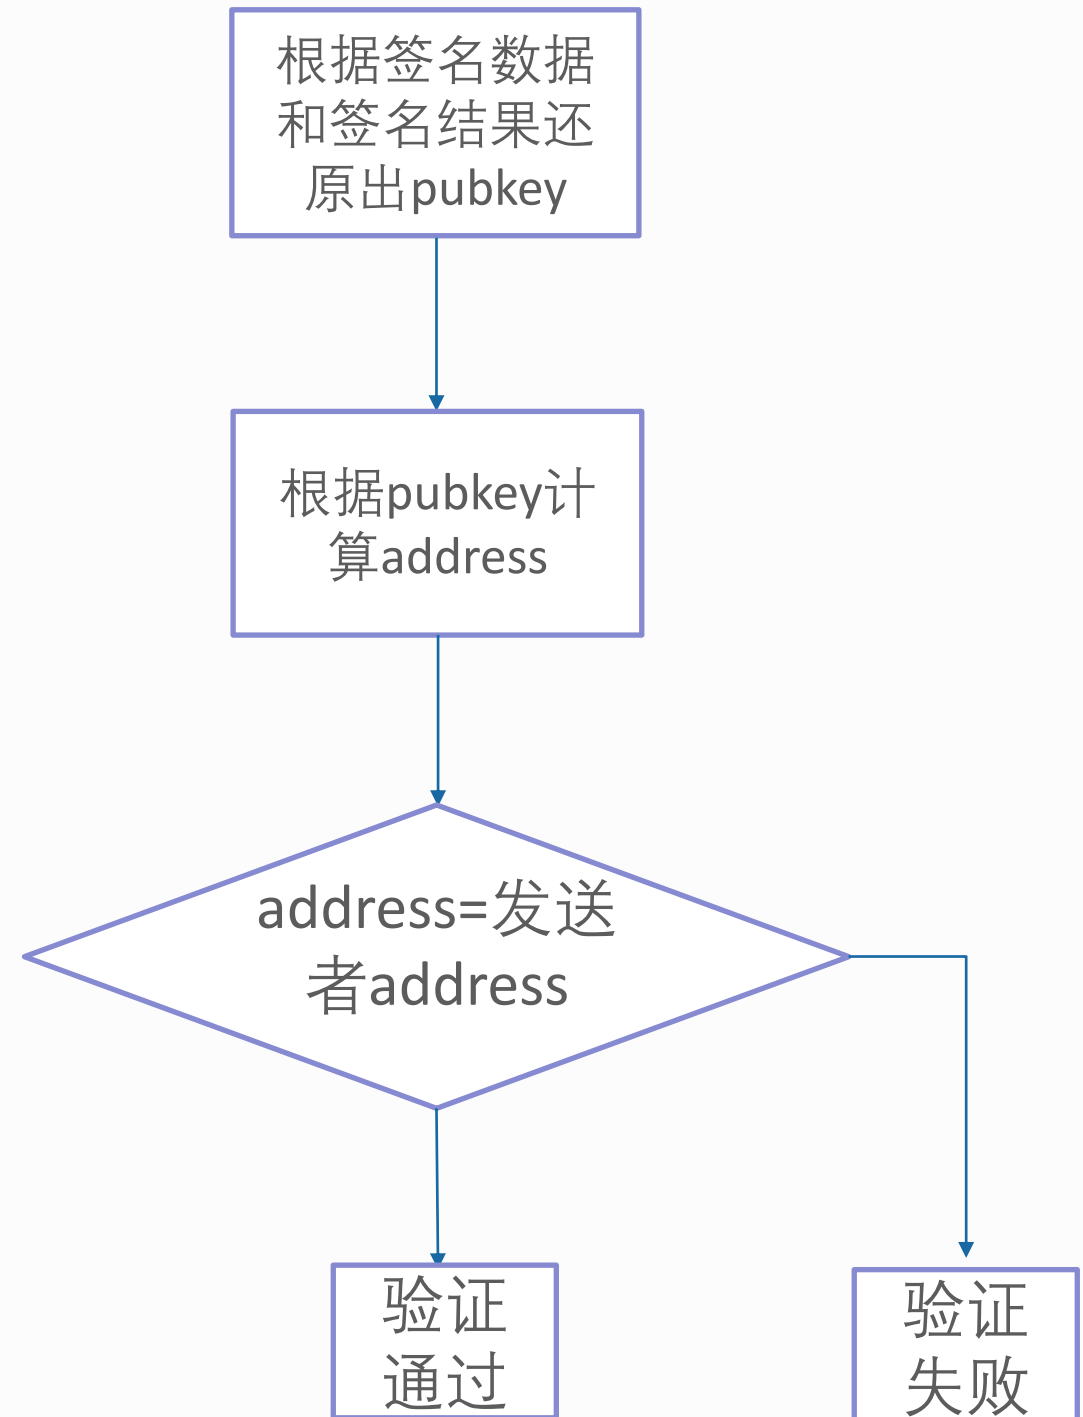 根据签名数据
和签名结果还
原出pubkey
根据pubkey计
算address
address=发送
者address
验证
通过
验证
失败